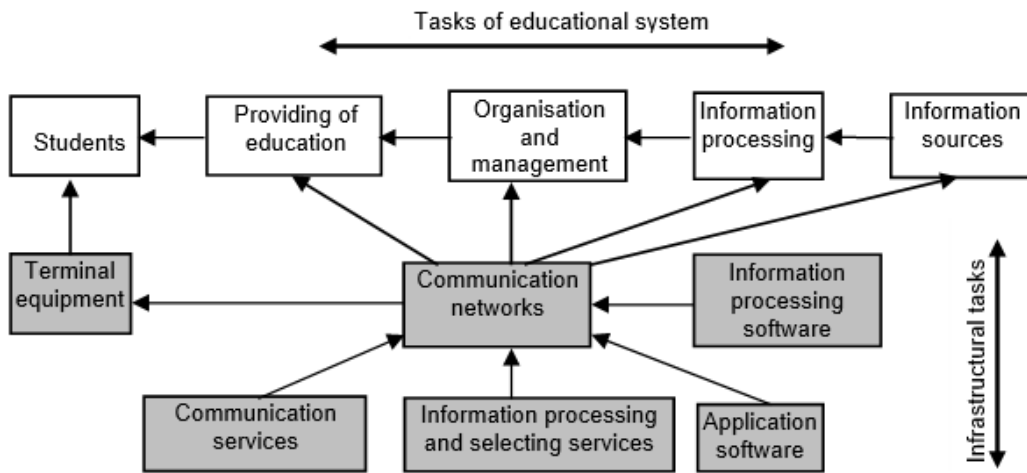 Tasks of educational system
Students
Providing of
education
Organisation
and
management
Information
processing
Information
sources
Terminal
equipment
Communication
networks
Information
processing
software
Communication
services
Information processing
and selecting services
Application
software
Infrastructural tasks